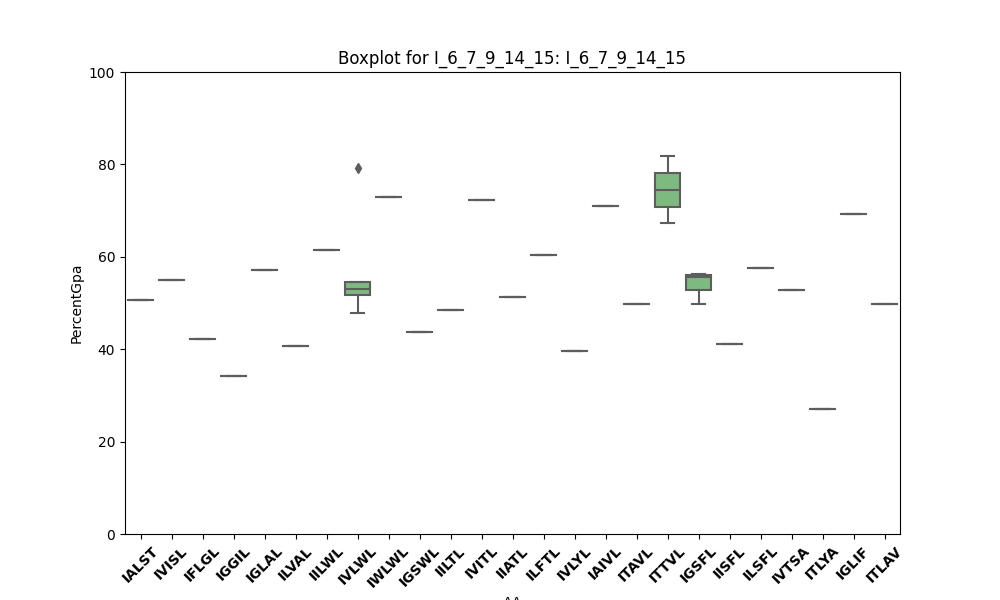 Boxplot for I_6_7_9_14_15: I_6_7_9_14_15
100
80
60
40
20
0
PercentGpa
IALST
IVISL
IFLGL
IGGIL
IGLAL
ILVAL
IILWL
IVLWL
IWLWL
IGSWL
IILTL
IVITL
IIATL
ILFTL
IVLYL
IAIVL
ITAVL
ITTVL
IGSFL
IISFL
ILSFL
IVTSA
ITLYA
IGLIF
ITLAV